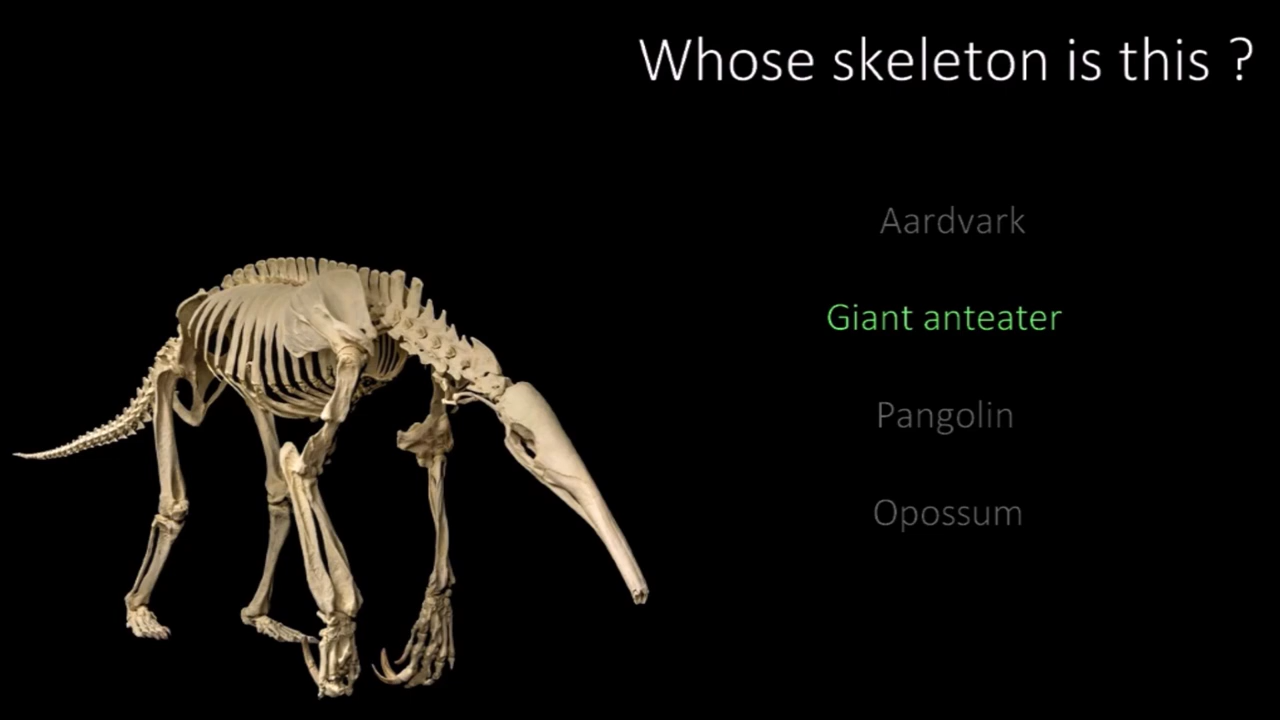 Whose skeleton is this ?
Aardvark
Giant anteater
Pangolin
Opossum